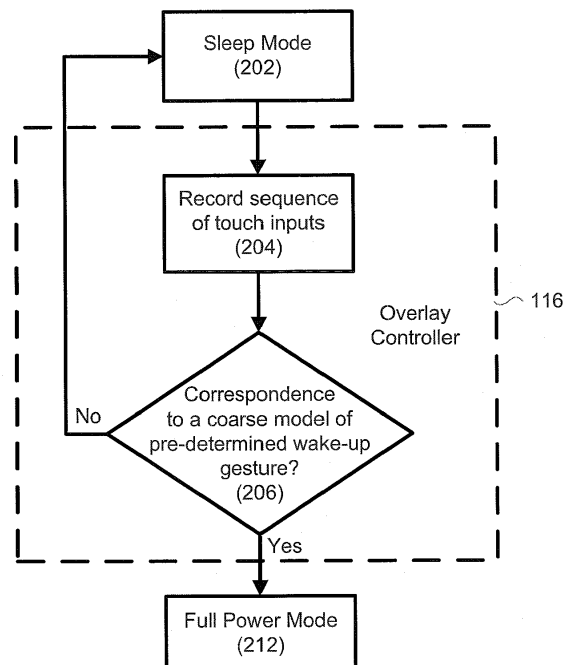 Sleep Mode
(202)
Record sequence
of touch inputs
(204)
116
Overlay
Controller
Correspondence
to a coarse model of
pre-determined wake-up
gesture?
(206)
No
Yes
Full Power Mode
(212)